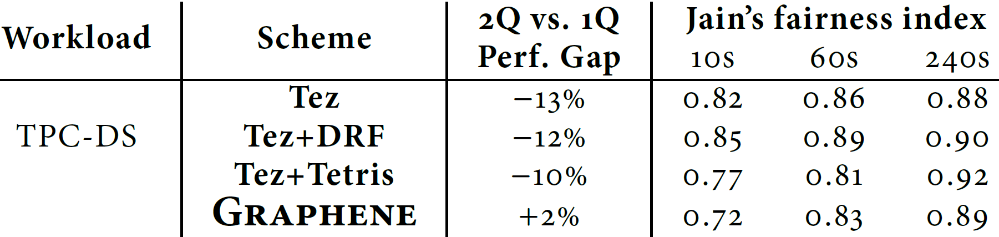 Workload Scheme 2Q vs. 1Q Perf. Gap Jain's fairness index
10s 60s 240s
Tez −13% 0.82 0.86 0.88
TPC-DS Tez+DRF −12% 0.85 0.89 0.90
Tez+Tetris −10% 0.77 0.81 0.92
GRAPHENE +2% 0.72 0.83 0.89